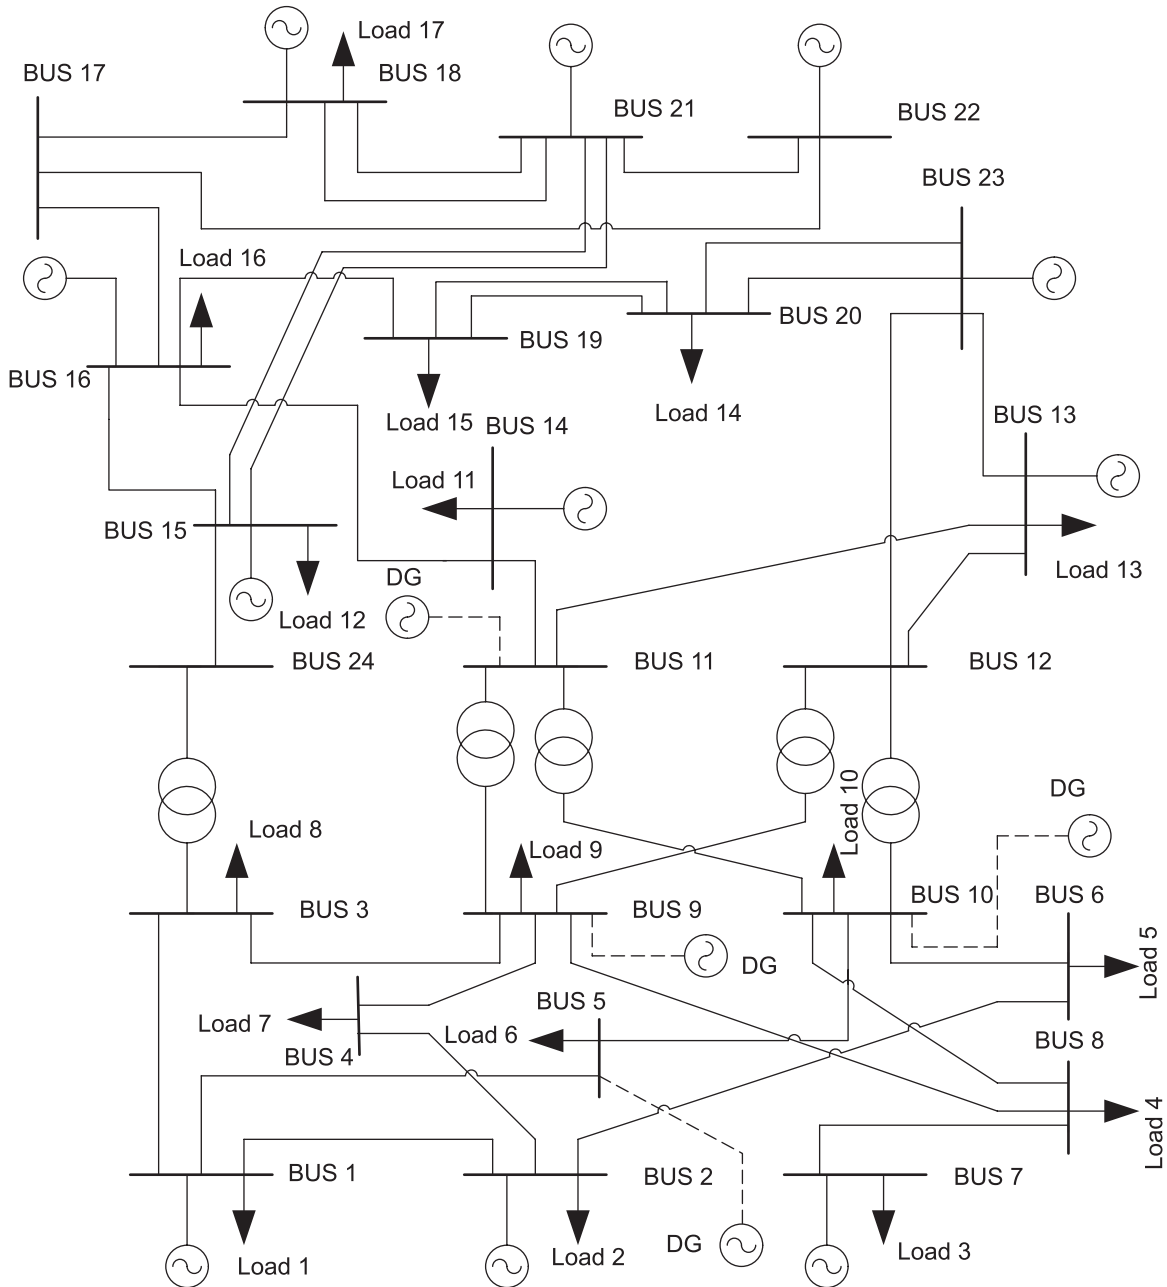 Load 17
BUS 17
BUS 18
BUS 21
BUS 22
BUS 23
Load 16
BUS 20
BUS 19
BUS 16
Load 15
Load 14
BUS 14
BUS 13
Load 11
BUS 15
DG
Load 13
Load 12
BUS 24
BUS 11
BUS 12
DG
Load 10
Load 8
Load 9
BUS 3
BUS 9
BUS 10
BUS 6
Load 5
DG
BUS 5
Load 7
Load 6
BUS 4
BUS 8
Load 4
BUS 1
BUS 2
BUS 7
DG
Load 1
Load 2
Load 3